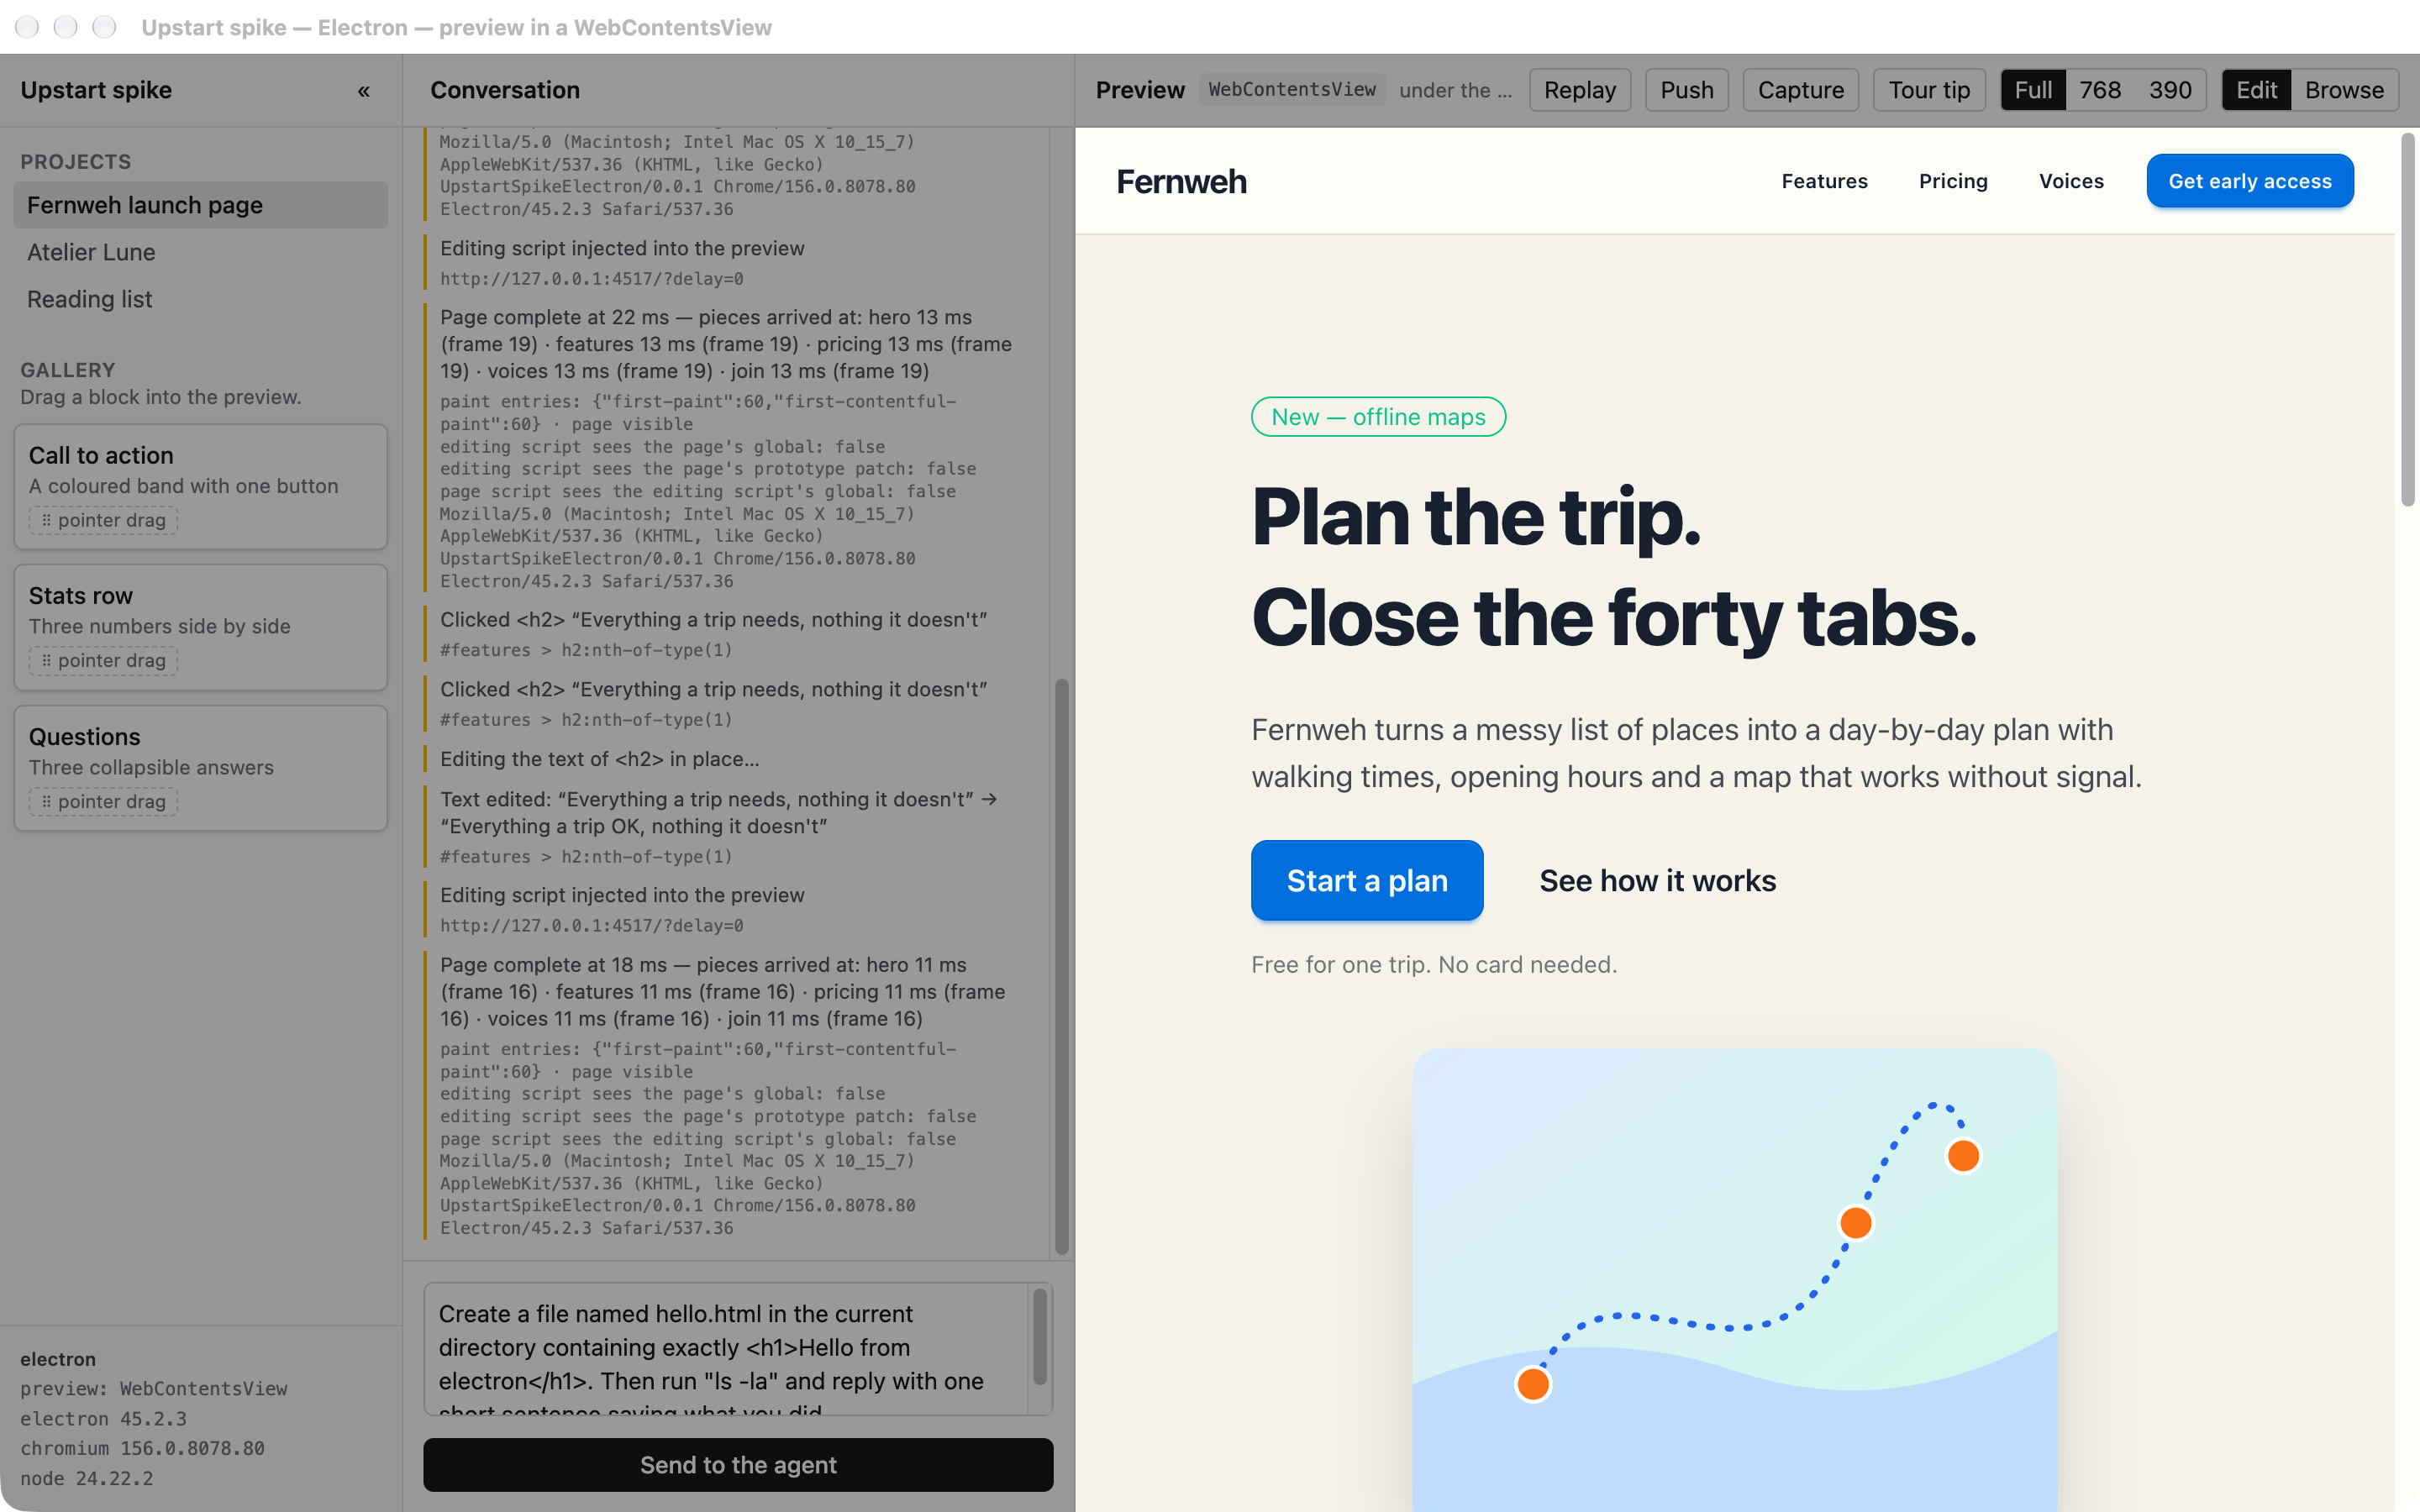 Upstart spike — Electron — preview in a WebContentsView
Upstart spike «
PROJECTS
Fernweh launch page
Atelier Lune
Reading list
GALLERY
Drag a block into the preview.
Call to action
A coloured band with one button
⠿ pointer drag
Stats row
Three numbers side by side
⠿ pointer drag
Questions
Three collapsible answers
⠿ pointer drag
electron
preview: WebContentsView
electron 45.2.3
chromium 156.0.8078.80
node 24.22.2
Conversation
Mozilla/5.0 (Macintosh; Intel Mac OS X 10_15_7)
AppleWebKit/537.36 (KHTML, like Gecko)
UpstartSpikeElectron/0.0.1 Chrome/156.0.8078.80
Electron/45.2.3 Safari/537.36
Editing script injected into the preview
http://127.0.0.1:4517/?delay=0
Page complete at 22 ms — pieces arrived at: hero 13 ms
(frame 19) · features 13 ms (frame 19) · pricing 13 ms (frame
19) · voices 13 ms (frame 19) · join 13 ms (frame 19)
paint entries: {"first-paint":60,"first-contentful-
paint":60} · page visible
editing script sees the page's global: false
editing script sees the page's prototype patch: false
page script sees the editing script's global: false
Mozilla/5.0 (Macintosh; Intel Mac OS X 10_15_7)
AppleWebKit/537.36 (KHTML, like Gecko)
UpstartSpikeElectron/0.0.1 Chrome/156.0.8078.80
Electron/45.2.3 Safari/537.36
Clicked <h2> “Everything a trip needs, nothing it doesn't”
#features > h2:nth-of-type(1)
Clicked <h2> “Everything a trip needs, nothing it doesn't”
#features > h2:nth-of-type(1)
Editing the text of <h2> in place…
Text edited: “Everything a trip needs, nothing it doesn't” →
“Everything a trip OK, nothing it doesn't”
#features > h2:nth-of-type(1)
Editing script injected into the preview
http://127.0.0.1:4517/?delay=0
Page complete at 18 ms — pieces arrived at: hero 11 ms
(frame 16) · features 11 ms (frame 16) · pricing 11 ms (frame
16) · voices 11 ms (frame 16) · join 11 ms (frame 16)
paint entries: {"first-paint":60,"first-contentful-
paint":60} · page visible
editing script sees the page's global: false
editing script sees the page's prototype patch: false
page script sees the editing script's global: false
Mozilla/5.0 (Macintosh; Intel Mac OS X 10_15_7)
AppleWebKit/537.36 (KHTML, like Gecko)
UpstartSpikeElectron/0.0.1 Chrome/156.0.8078.80
Electron/45.2.3 Safari/537.36
Create a file named hello.html in the current
directory containing exactly <h1>Hello from
electron</h1>. Then run "ls -la" and reply with one
short sentence saying what you did.
Send to the agent
Preview WebContentsView under the … Replay Push Capture Tour tip Full 768 390 Edit Browse
Fernweh Features Pricing Voices Get early access
New — offline maps
Plan the trip.
Close the forty tabs.
Fernweh turns a messy list of places into a day-by-day plan with
walking times, opening hours and a map that works without signal.
Start a plan See how it works
Free for one trip. No card needed.